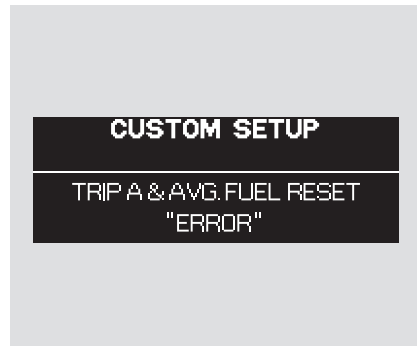 CUSTOM SETUP
TRIP A & AVG. FUEL RESET
"ERROR"